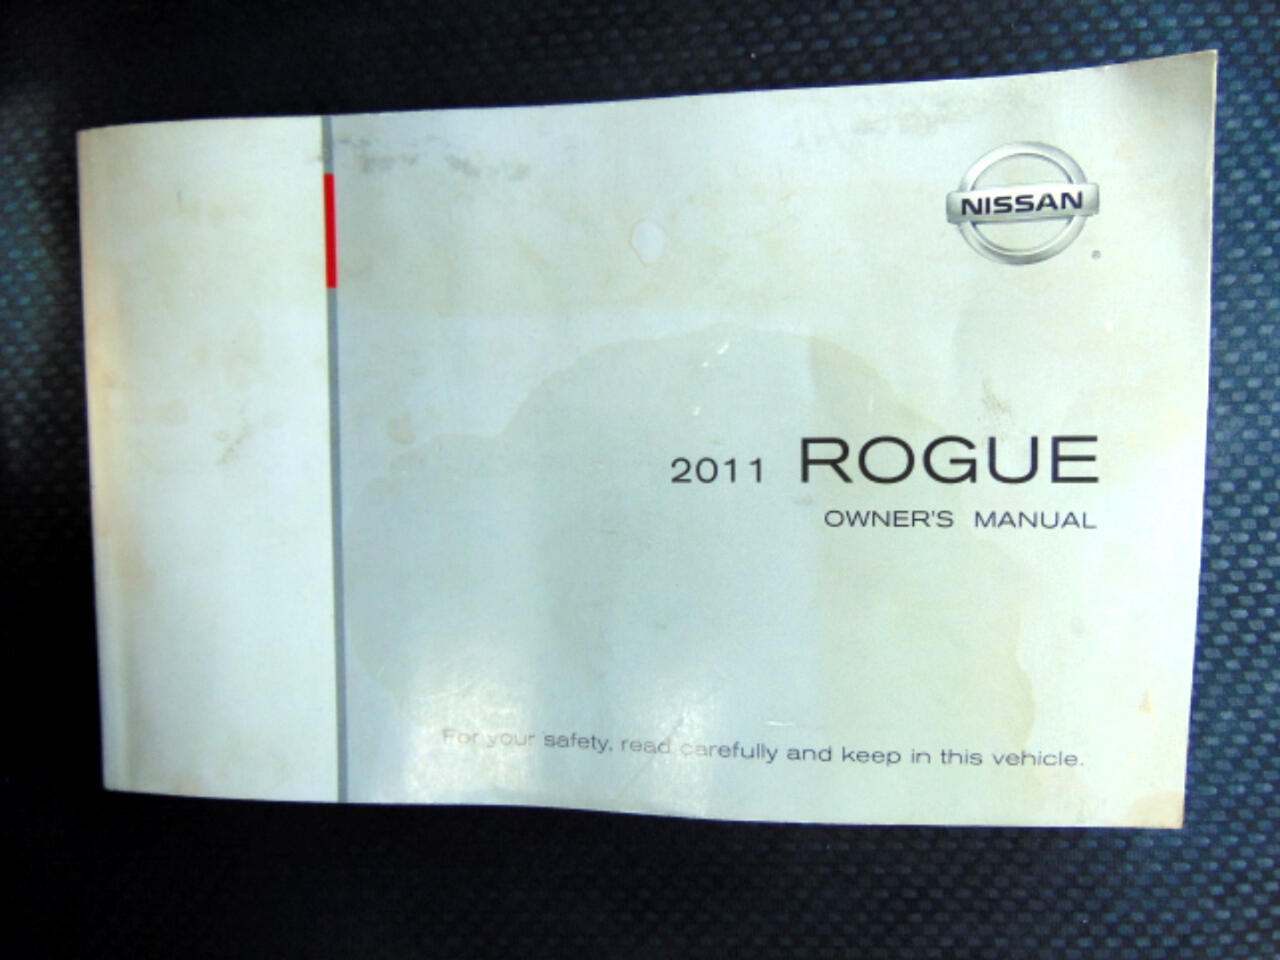 NISSAN
2011 ROGUE
OWNER'S MANUAL
For your safety, read carefully and keep in this vehicle.